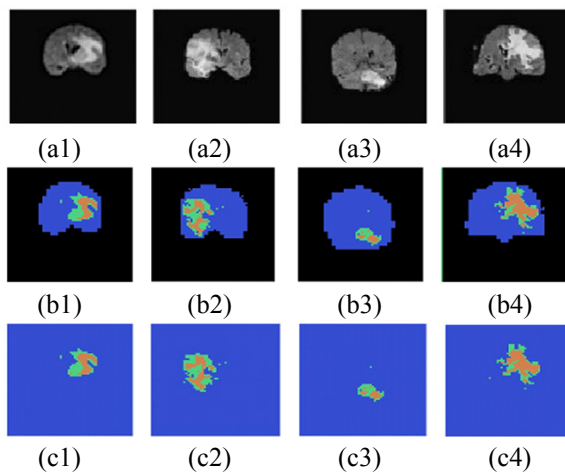 (a1) (a2) (a3) (a4)
(b1) (b2) (b3) (b4)
(c1) (c2) (c3) (c4)